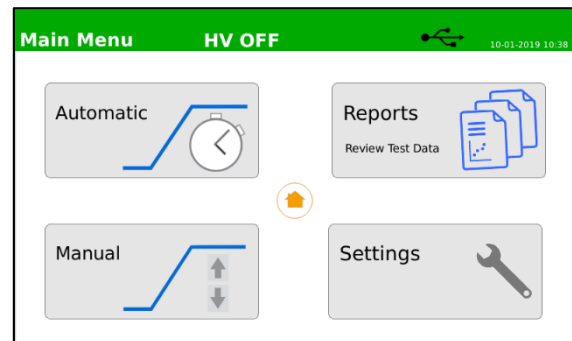 Main Menu HV OFF 10-01-2019 10:38
Automatic
Reports
Review Test Data
Manual
Settings